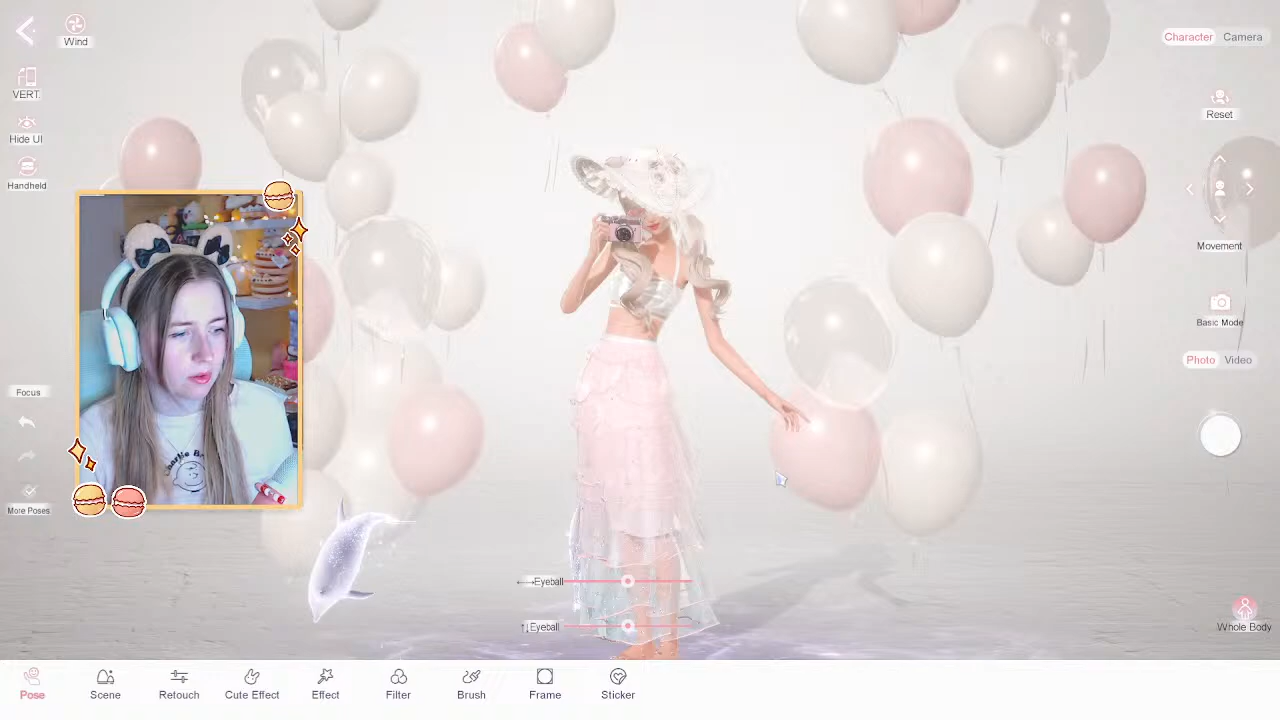 Wind
Character Camera
VERT.
Reset
Hide UI
Handheld
Movement
Basic Mode
Photo Video
Focus
More Poses
Eyeball
Eyeball
Whole Body
Pose Scene Retouch Cute Effect Effect Filter Brush Frame Sticker